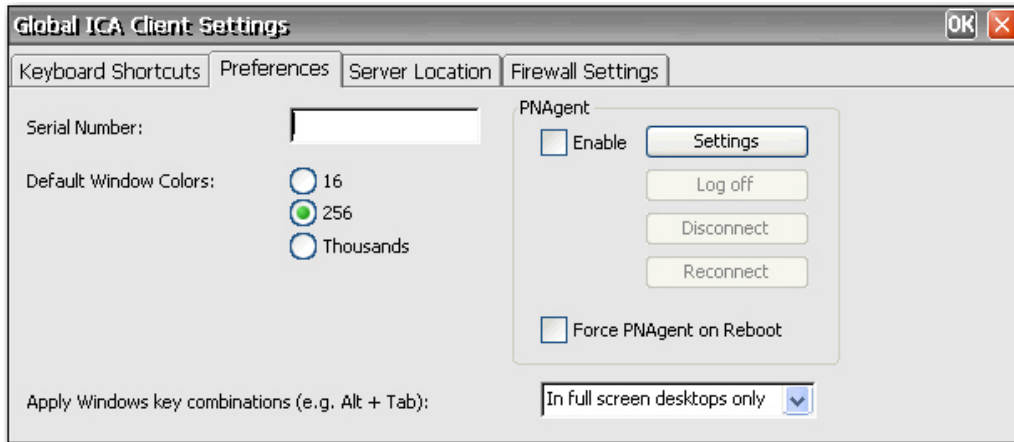 Global ICA Client Settings
OK
Keyboard Shortcuts Preferences Server Location Firewall Settings
Serial Number:
Default Window Colors:
16
256
Thousands
PNAgent
Enable Settings
Log off
Disconnect
Reconnect
Force PNAgent on Reboot
Apply Windows key combinations (e.g. Alt + Tab): In full screen desktops only